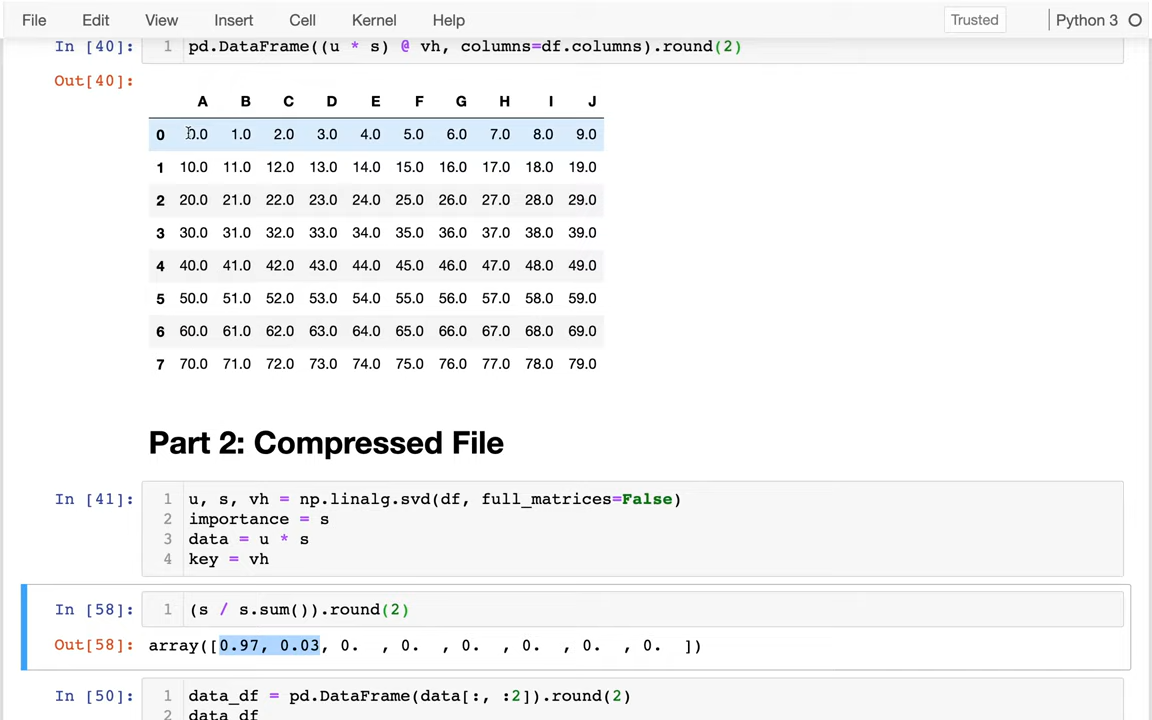 File Edit View Insert Cell Kernel Help Trusted Python 3
In [40]: 1 pd.DataFrame((u * s) @ vh, columns=df.columns).round(2)
Out[40]:
A B C D E F G H I J
0 0.0 1.0 2.0 3.0 4.0 5.0 6.0 7.0 8.0 9.0
1 10.0 11.0 12.0 13.0 14.0 15.0 16.0 17.0 18.0 19.0
2 20.0 21.0 22.0 23.0 24.0 25.0 26.0 27.0 28.0 29.0
3 30.0 31.0 32.0 33.0 34.0 35.0 36.0 37.0 38.0 39.0
4 40.0 41.0 42.0 43.0 44.0 45.0 46.0 47.0 48.0 49.0
5 50.0 51.0 52.0 53.0 54.0 55.0 56.0 57.0 58.0 59.0
6 60.0 61.0 62.0 63.0 64.0 65.0 66.0 67.0 68.0 69.0
7 70.0 71.0 72.0 73.0 74.0 75.0 76.0 77.0 78.0 79.0
Part 2: Compressed File
In [41]: 1 u, s, vh = np.linalg.svd(df, full_matrices=False)
2 importance = s
3 data = u * s
4 key = vh
In [58]: 1 (s / s.sum()).round(2)
Out[58]: array([0.97, 0.03, 0. , 0. , 0. , 0. , 0. , 0. ])
In [50]: 1 data_df = pd.DataFrame(data[:, :2]).round(2)
2 data_df